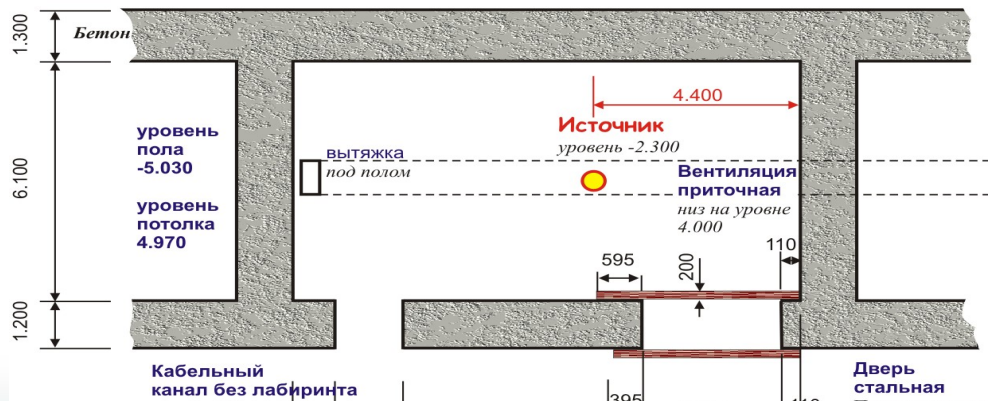 1.300
Бетон
4.400
Источник
уровень -2.300
уровень
пола
-5.030
вытяжка
под полом
6.100
Вентиляция
приточная
низ на уровне
4.000
уровень
потолка
4.970
595
200
110
1.200
Кабельный
канал без лабиринта
395
Дверь
стальная